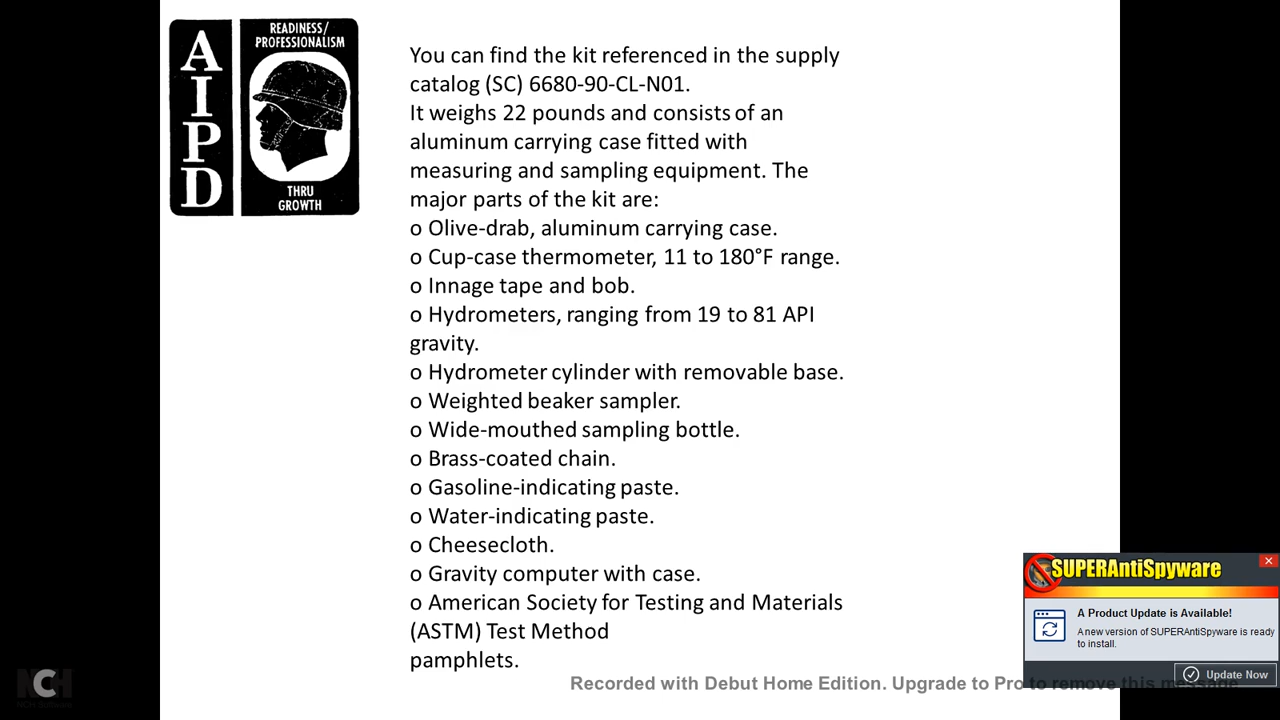 A
I
P
D
READINESS/
PROFESSIONALISM
THRU
GROWTH
You can find the kit referenced in the supply
catalog (SC) 6680-90-CL-N01.
It weighs 22 pounds and consists of an
aluminum carrying case fitted with
measuring and sampling equipment. The
major parts of the kit are:
o Olive-drab, aluminum carrying case.
o Cup-case thermometer, 11 to 180°F range.
o Innage tape and bob.
o Hydrometers, ranging from 19 to 81 API
gravity.
o Hydrometer cylinder with removable base.
o Weighted beaker sampler.
o Wide-mouthed sampling bottle.
o Brass-coated chain.
o Gasoline-indicating paste.
o Water-indicating paste.
o Cheesecloth.
o Gravity computer with case.
o American Society for Testing and Materials
(ASTM) Test Method
pamphlets.
SUPERAntiSpyware
A Product Update is Available!
A new version of SUPERAntiSpyware is ready
to install.
Update Now
NCH
NCH Software
Recorded with Debut Home Edition. Upgrade to Pro to remove this message